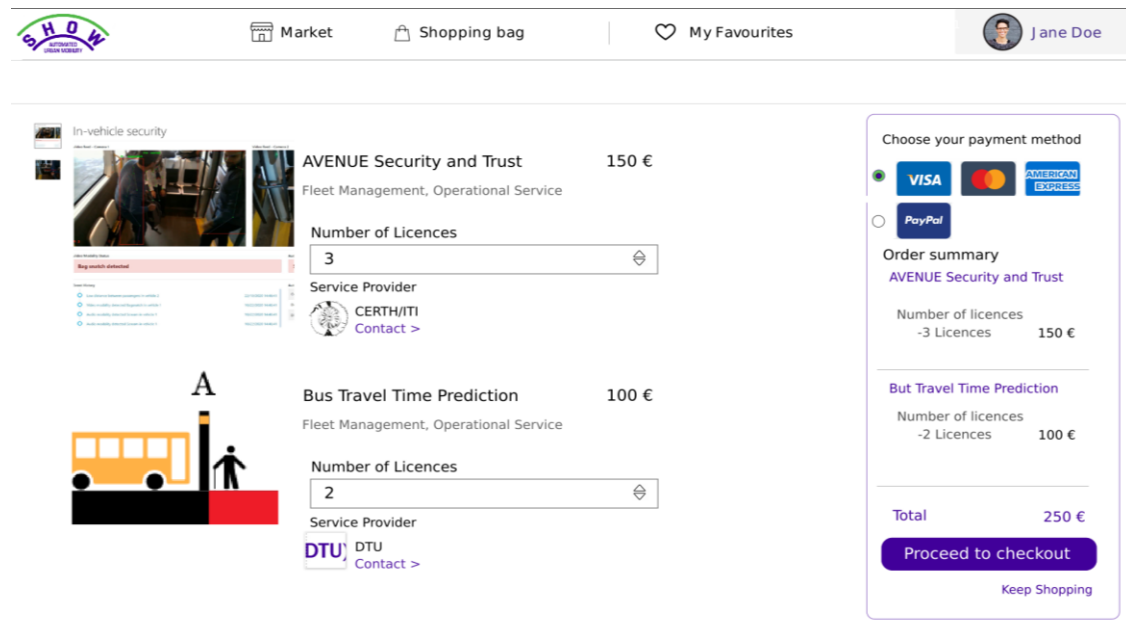 SHOW
AUTOMATED
URBAN MOBILITY
Market
Shopping bag
My Favourites
Jane Doe
In-vehicle security
Bag snatch detected
AVENUE Security and Trust
150 €
Fleet Management, Operational Service
Number of Licences
3
Service Provider
CERTH/ITI
Contact >
A
Bus Travel Time Prediction
100 €
Fleet Management, Operational Service
Number of Licences
2
Service Provider
DTU
DTU
Contact >
Choose your payment method
VISA
AMERICAN
EXPRESS
PayPal
Order summary
AVENUE Security and Trust
Number of licences
-3 Licences
150 €
But Travel Time Prediction
Number of licences
-2 Licences
100 €
Total
250 €
Proceed to checkout
Keep Shopping